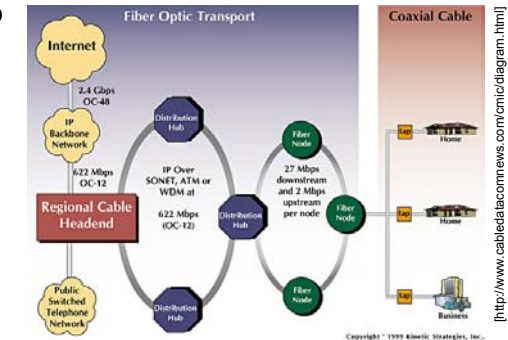 Fiber Optic Transport
Coaxial Cable
Internet
2.4 Gbps
OC-48
IP
Backbone
Network
622 Mbps
OC-12
Regional Cable
Headend
Public
Switched
Telephone
Network
Distribution
Hub
IP Over
SONET, ATM or
WDM at
622 Mbps
(OC-12)
Distribution
Hub
Distribution
Hub
Fiber
Node
27 Mbps
downstream
and 2 Mbps
upstream
per node
Fiber
Node
Fiber
Node
tap
Home
tap
Home
tap
Business
Copyright ' 1999 Kinetic Strategies, Inc.
[http://www.cabledatacomnews.com/cmic/diagram.html]